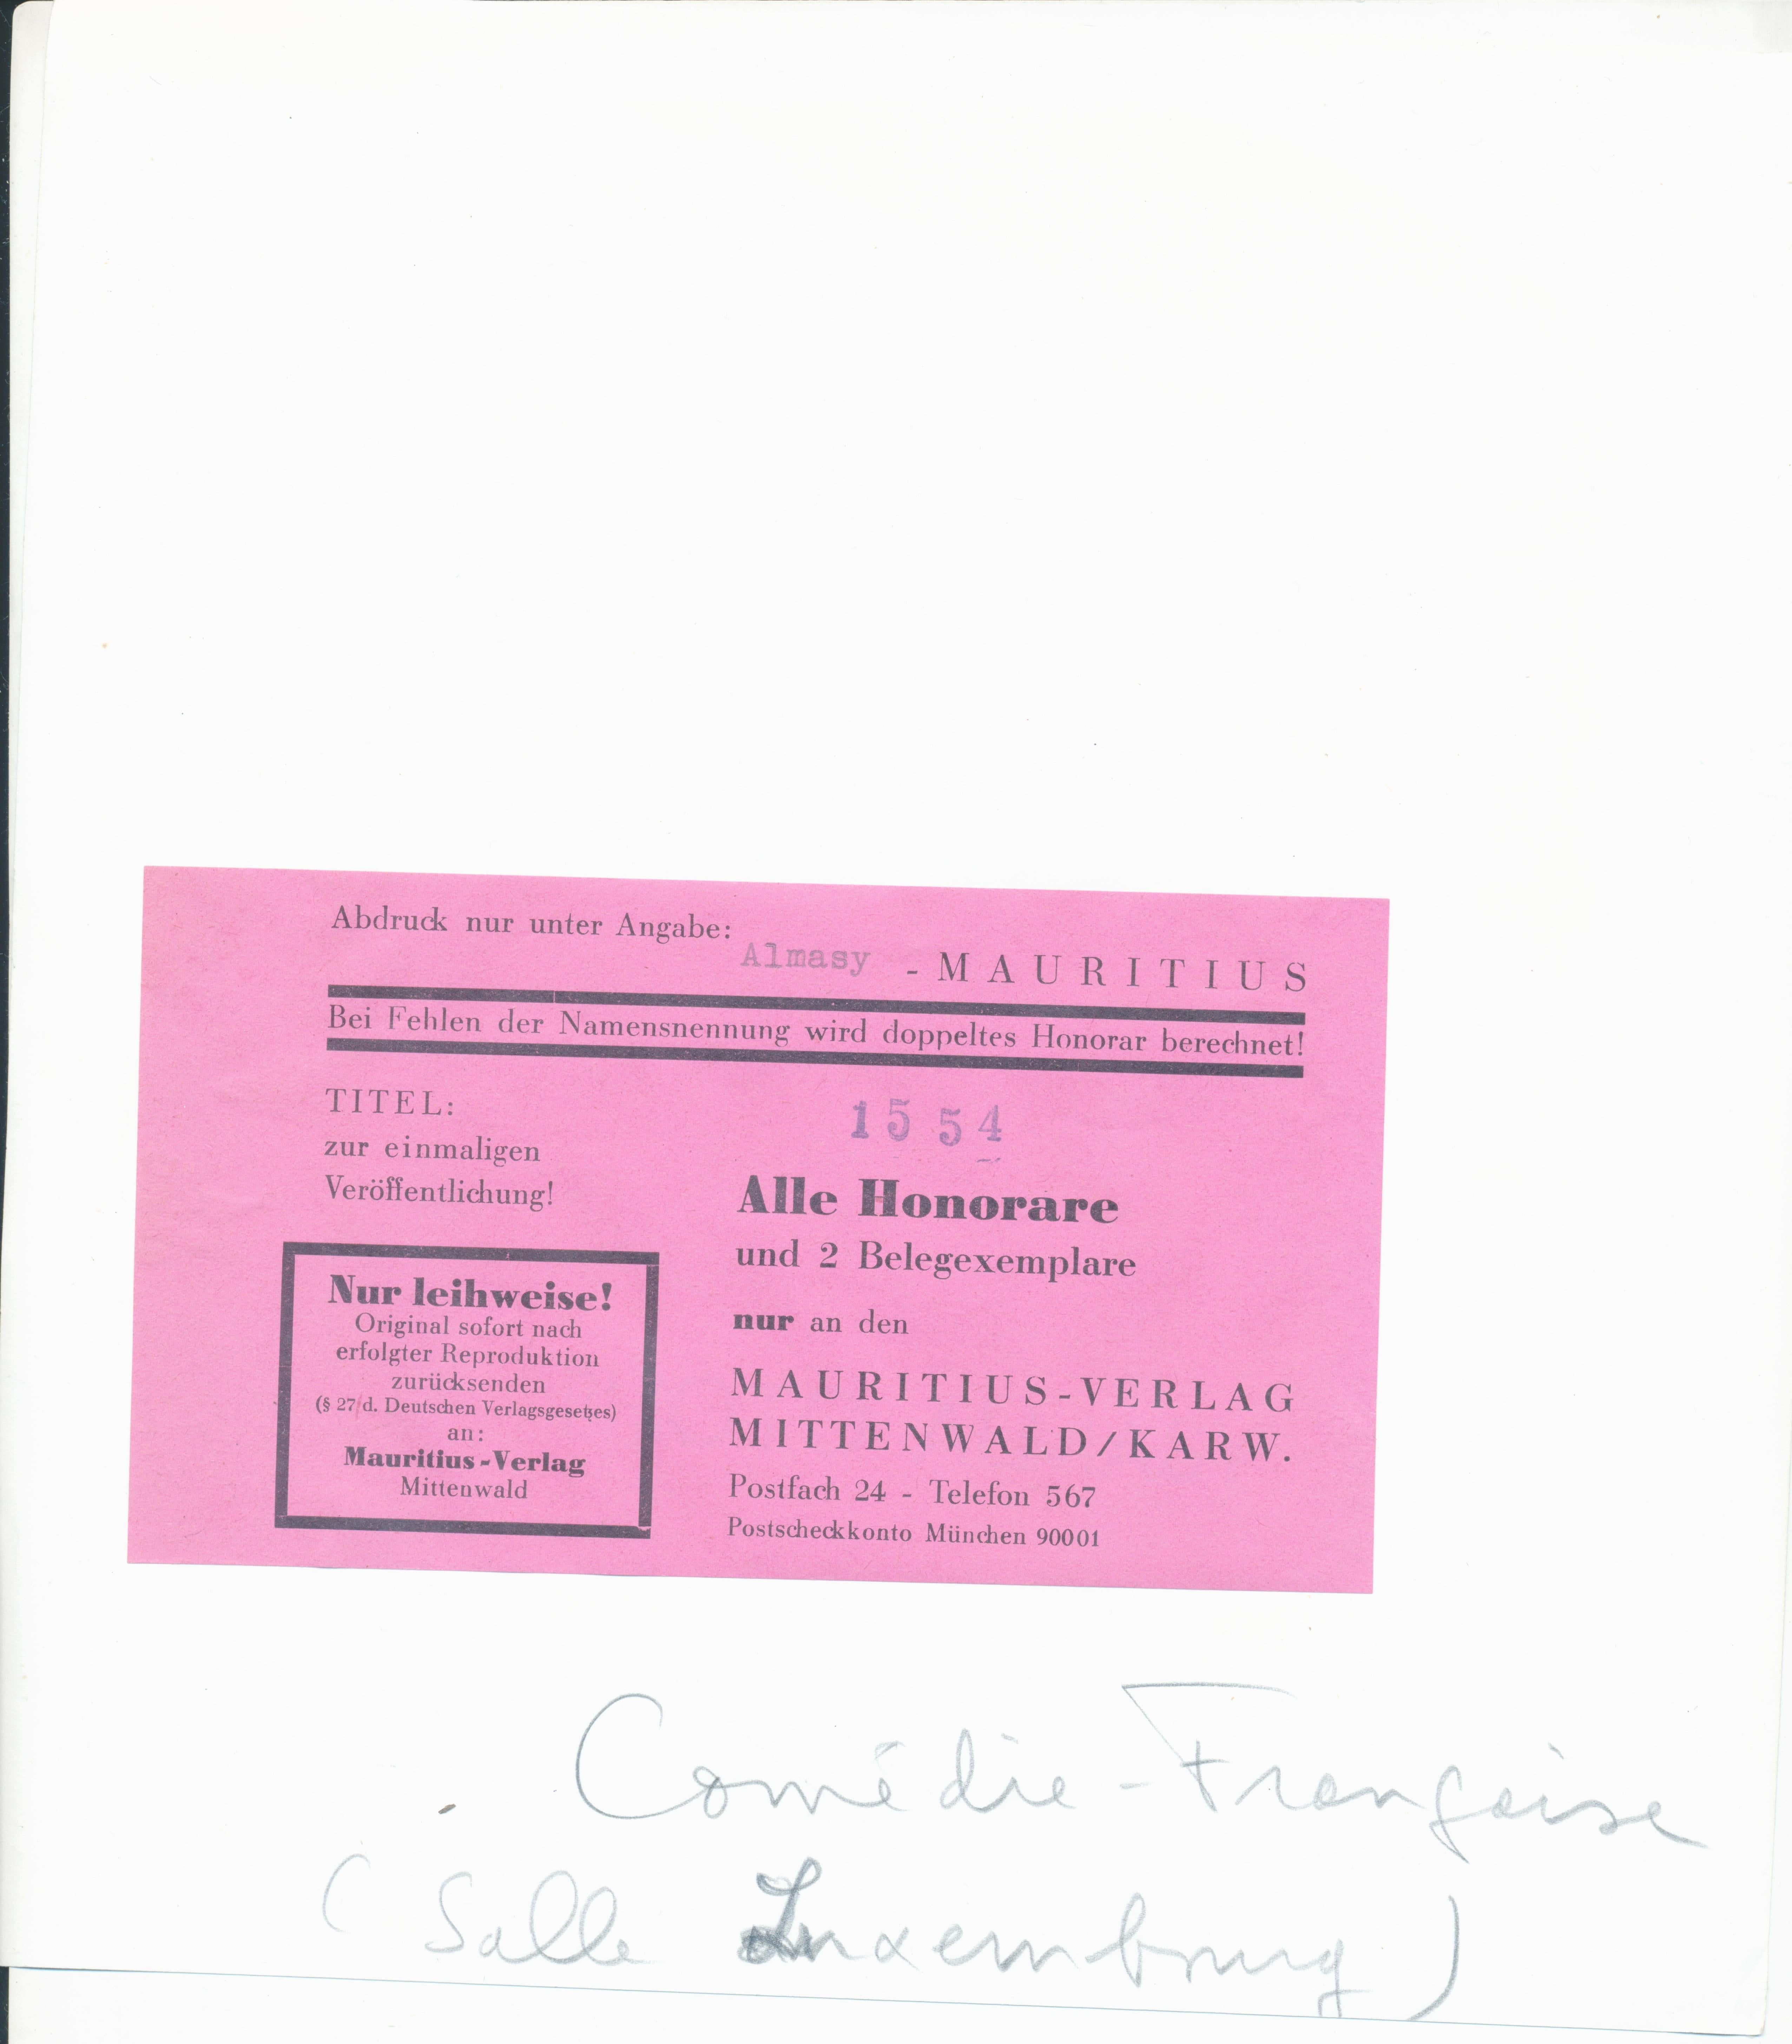 Abdruck nur unter Angabe:
Almasy - MAURITIUS
Bei Fehlen der Namensnennung wird doppeltes Honorar berechnet!
TITEL:
zur einmaligen
Veröffentlichung!
Nur leihweise!
Original sofort nach
erfolgter Reproduktion
zurücksenden
(§ 27 d. Deutschen Verlagsgesetzes)
an:
Mauritius-Verlag
Mittenwald
1554
Alle Honorare
und 2 Belegexemplare
nur an den
MAURITIUS-VERLAG
MITTENWALD/KARW.
Postfach 24 - Telefon 567
Postscheckkonto München 90001
Comédie-Française
(Salle Luxemburg)